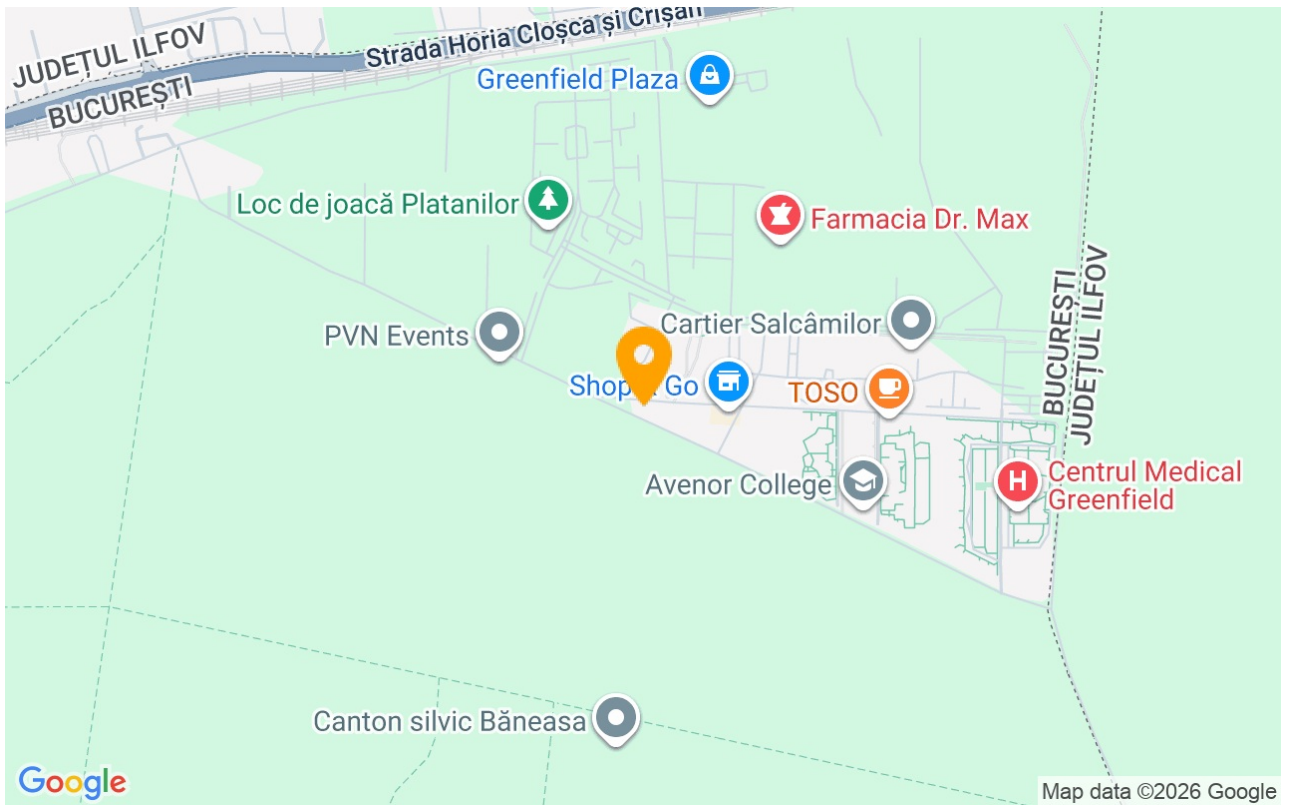 JUDEȚUL ILFOV
BUCUREȘTI
Strada Horia Cloșca și Crișan
Greenfield Plaza
Loc de joacă Platanilor
Farmacia Dr. Max
BUCUREȘTI
JUDEȚUL ILFOV
PVN Events
Cartier Salcâmilor
Shop Go
TOSO
Avenor College
Centrul Medical
Greenfield
Canton silvic Băneasa
Google
Map data ©2026 Google